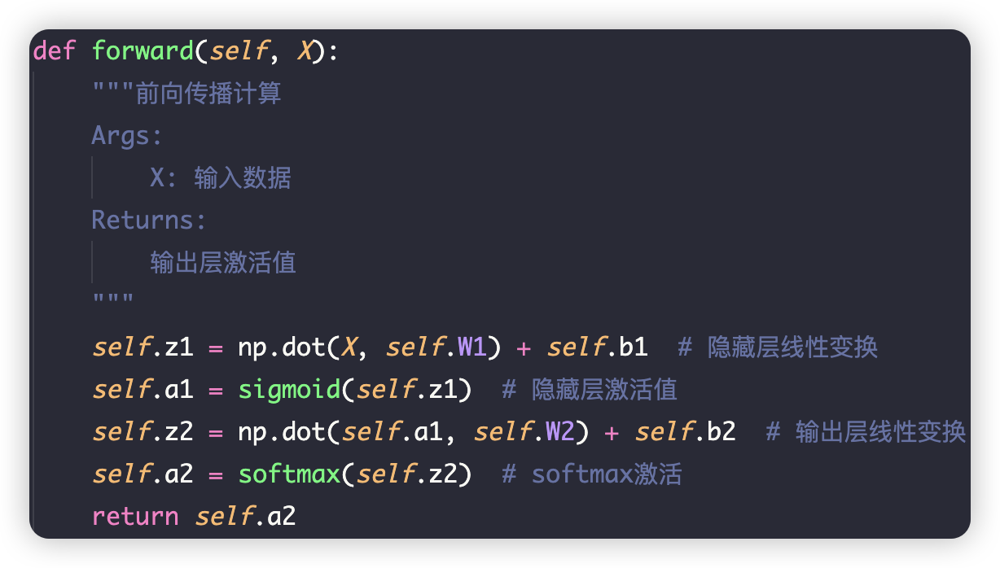 def forward(self, X):
    """前向传播计算
    Args:
        X: 输入数据
    Returns:
        输出层激活值
    """
    self.z1 = np.dot(X, self.W1) + self.b1  # 隐藏层线性变换
    self.a1 = sigmoid(self.z1)  # 隐藏层激活值
    self.z2 = np.dot(self.a1, self.W2) + self.b2  # 输出层线性变换
    self.a2 = softmax(self.z2)  # softmax激活
    return self.a2